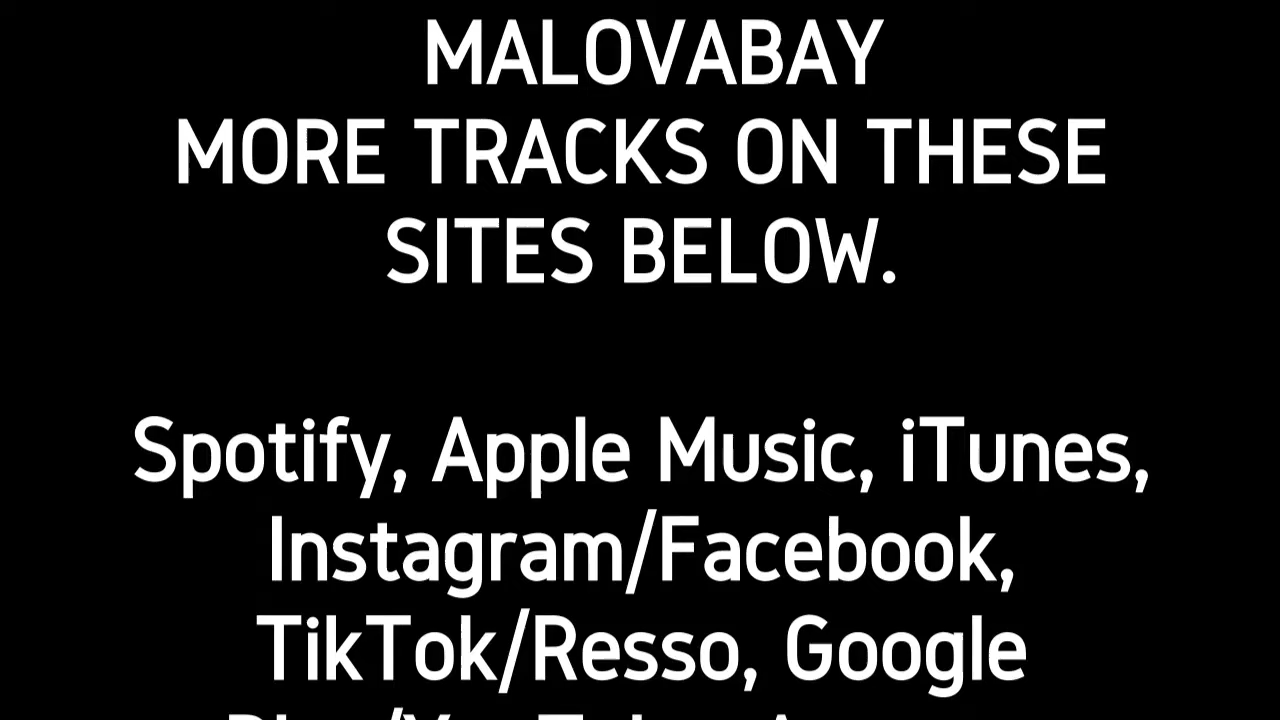 MALOVABAY
MORE TRACKS ON THESE
SITES BELOW.
Spotify, Apple Music, iTunes,
Instagram/Facebook,
TikTok/Resso, Google